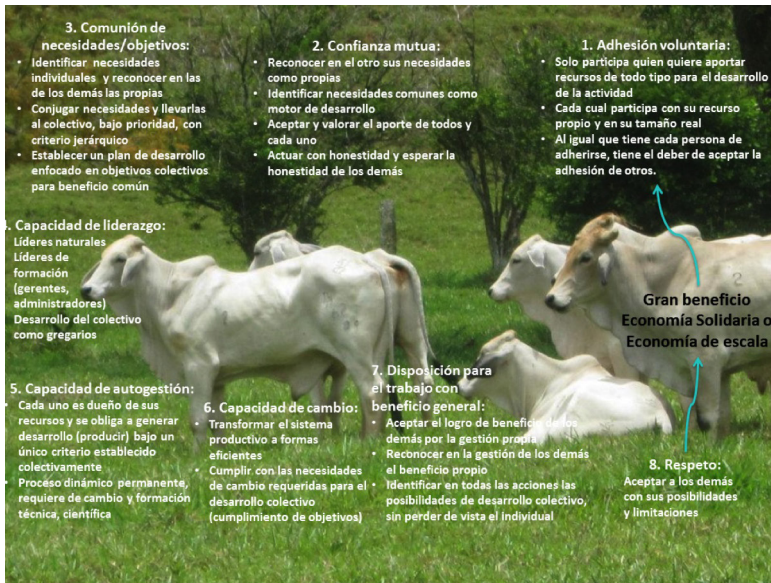 1. Adhesión voluntaria:
• Solo participa quien quiere aportar
recursos de todo tipo para el desarrollo
de la actividad
• Cada cual participa con su recurso
propio y en su tamaño real
• Al igual que tiene cada persona de
adherirse, tiene el deber de aceptar la
adhesión de otros.
2. Confianza mutua:
• Reconocer en el otro sus necesidades
como propias
• Identificar necesidades comunes como
motor de desarrollo
• Aceptar y valorar el aporte de todos y
cada uno
• Actuar con honestidad y esperar la
honestidad de los demás
3. Comunión de
necesidades/objetivos:
• Identificar necesidades
individuales y reconocer en las
de los demás las propias
• Conjugar necesidades y llevarlas
al colectivo, bajo prioridad, con
criterio jerárquico
• Establecer un plan de desarrollo
enfocado en objetivos colectivos
para beneficio común
4. Capacidad de liderazgo:
Líderes naturales
Líderes de
formación
(gerentes,
administradores)
Desarrollo del colectivo
como gregarios
5. Capacidad de autogestión:
• Cada uno es dueño de sus
recursos y se obliga a generar
desarrollo (producir) bajo un
único criterio establecido
colectivamente
• Proceso dinámico permanente,
requiere de cambio y formación
técnica, científica
6. Capacidad de cambio:
• Transformar el sistema
productivo a formas
eficientes
• Cumplir con las necesidades
de cambio requeridas para el
desarrollo colectivo
(cumplimiento de objetivos)
7. Disposición para
el trabajo con
beneficio general:
• Aceptar el logro de beneficio de los
demás por la gestión propia
• Reconocer en la gestión de los demás
el beneficio propio
• Identificar en todas las acciones las
posibilidades de desarrollo colectivo,
sin perder de vista el individual
8. Respeto:
Aceptar a los demás
con sus posibilidades
y limitaciones
Gran beneficio
Economía Solidaria o
Economía de escala